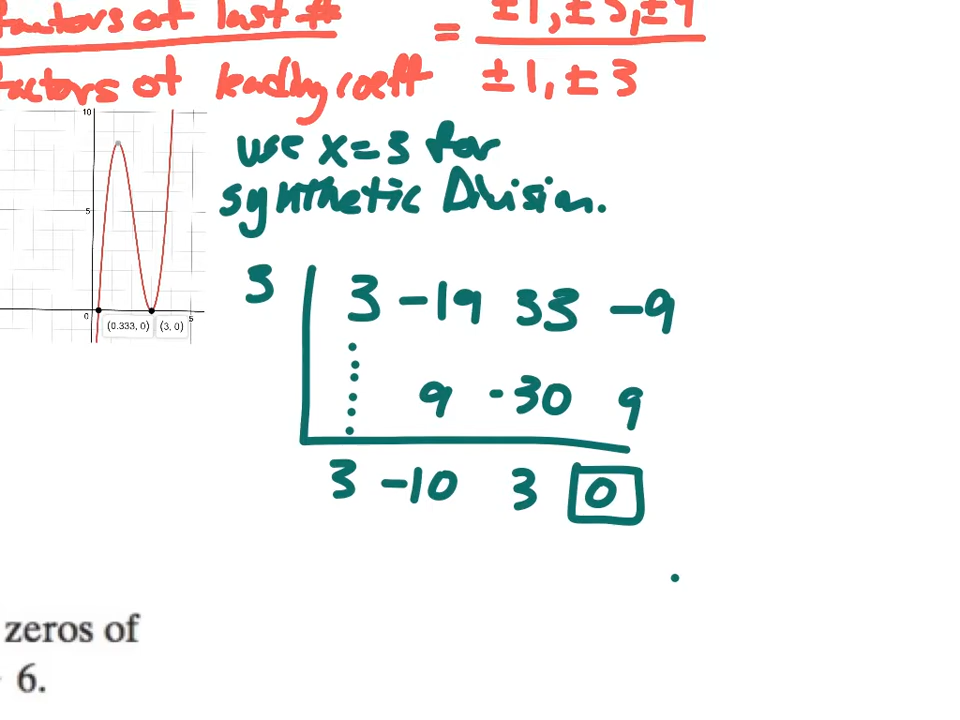 factors of last #
= ±1, ±3, ±9
factors of leading coeff ±1, ±3
10
5
0
5
(0.333, 0) (3, 0)
use x=3 for
synthetic Division.
3 3 -19 33 -9
9 -30 9
3 -10 3 0
zeros of
6.